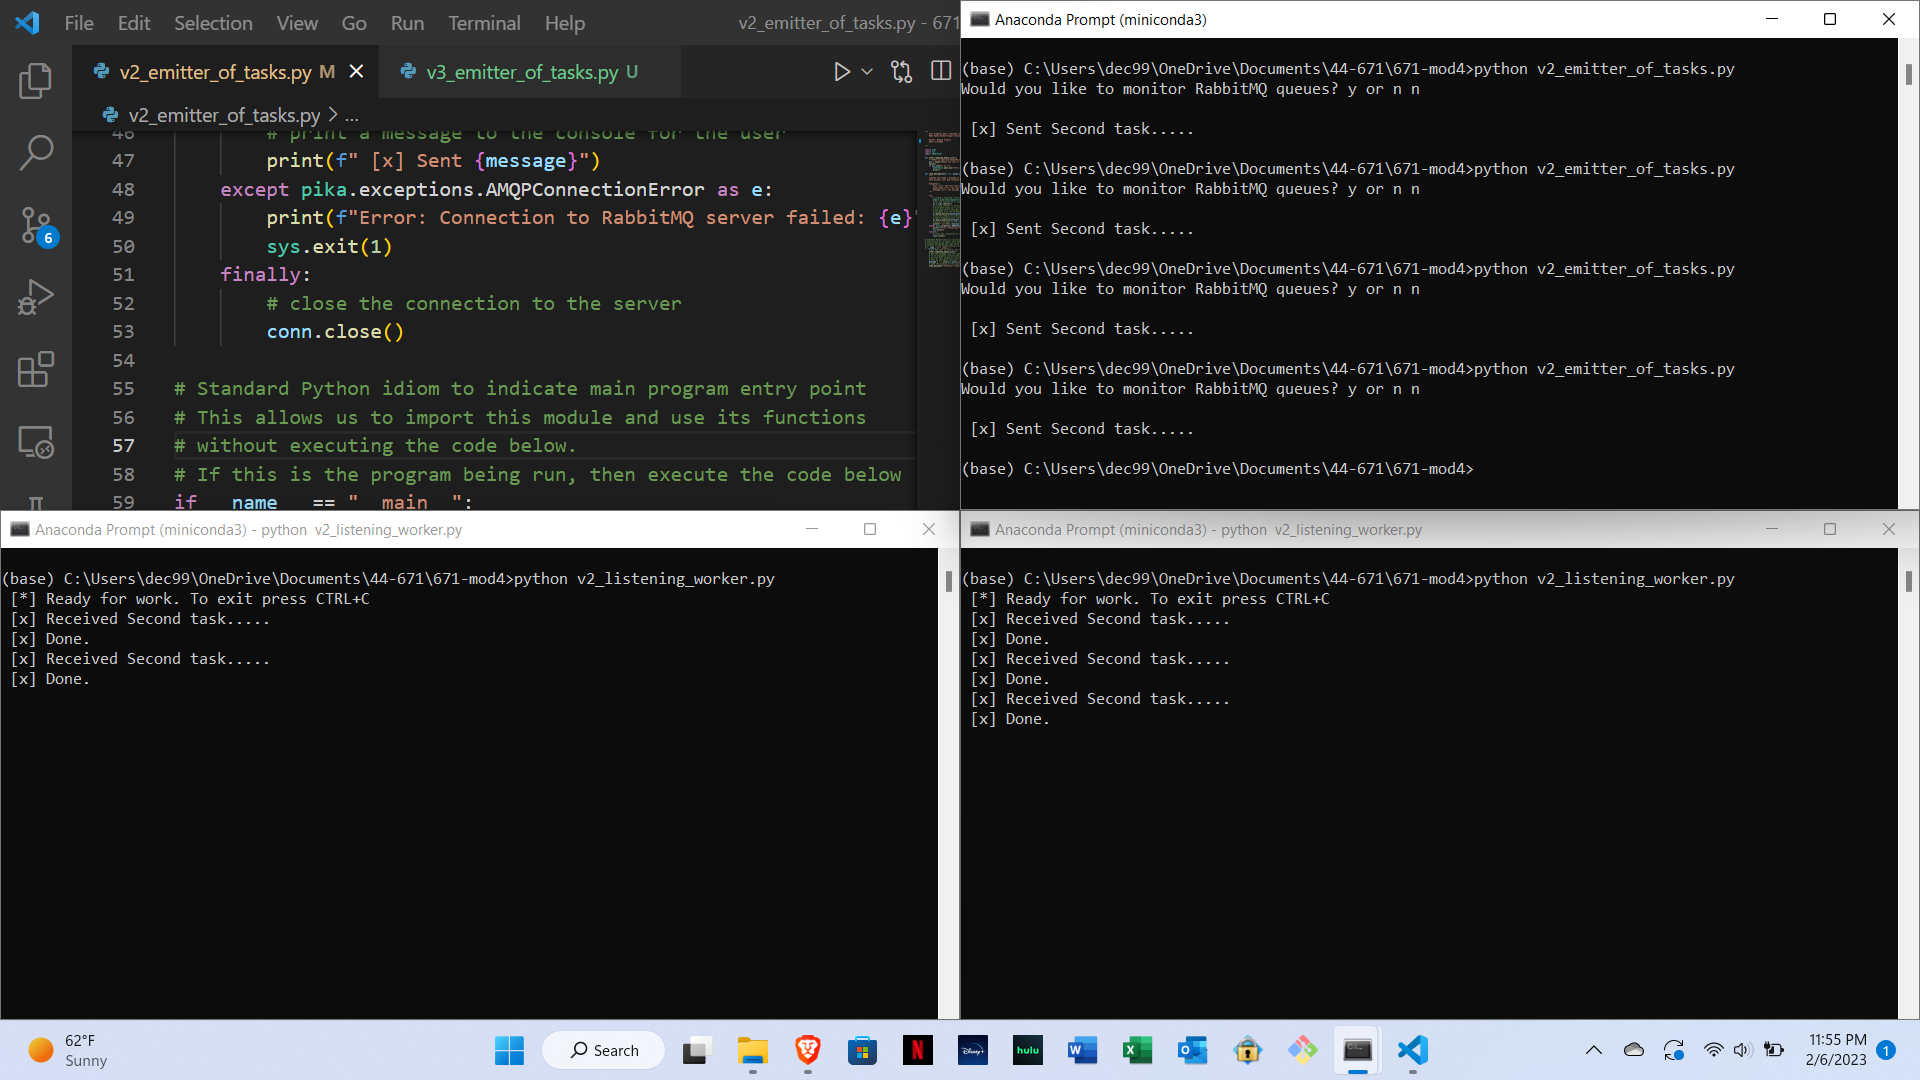 File Edit Selection View Go Run Terminal Help v2_emitter_of_tasks.py - 671
v2_emitter_of_tasks.py M
v3_emitter_of_tasks.py U
v2_emitter_of_tasks.py > ...
46 # print a message to the console for the user
47 print(f" [x] Sent {message}")
48 except pika.exceptions.AMQPConnectionError as e:
49 print(f"Error: Connection to RabbitMQ server failed: {e}"
50 sys.exit(1)
51 finally:
52 # close the connection to the server
53 conn.close()
54
55 # Standard Python idiom to indicate main program entry point
56 # This allows us to import this module and use its functions
57 # without executing the code below.
58 # If this is the program being run, then execute the code below
59 if __name__ == "__main__":
6
Anaconda Prompt (miniconda3)
(base) C:\Users\dec99\OneDrive\Documents\44-671\671-mod4>python v2_emitter_of_tasks.py
Would you like to monitor RabbitMQ queues? y or n n
[x] Sent Second task.....
(base) C:\Users\dec99\OneDrive\Documents\44-671\671-mod4>python v2_emitter_of_tasks.py
Would you like to monitor RabbitMQ queues? y or n n
[x] Sent Second task.....
(base) C:\Users\dec99\OneDrive\Documents\44-671\671-mod4>python v2_emitter_of_tasks.py
Would you like to monitor RabbitMQ queues? y or n n
[x] Sent Second task.....
(base) C:\Users\dec99\OneDrive\Documents\44-671\671-mod4>python v2_emitter_of_tasks.py
Would you like to monitor RabbitMQ queues? y or n n
[x] Sent Second task.....
(base) C:\Users\dec99\OneDrive\Documents\44-671\671-mod4>
Anaconda Prompt (miniconda3) - python v2_listening_worker.py
(base) C:\Users\dec99\OneDrive\Documents\44-671\671-mod4>python v2_listening_worker.py
[*] Ready for work. To exit press CTRL+C
[x] Received Second task.....
[x] Done.
[x] Received Second task.....
[x] Done.
Anaconda Prompt (miniconda3) - python v2_listening_worker.py
(base) C:\Users\dec99\OneDrive\Documents\44-671\671-mod4>python v2_listening_worker.py
[*] Ready for work. To exit press CTRL+C
[x] Received Second task.....
[x] Done.
[x] Received Second task.....
[x] Done.
[x] Received Second task.....
[x] Done.
62°F
Sunny
Search
N
Disney+
hulu
W
X
O
11:55 PM
2/6/2023
1